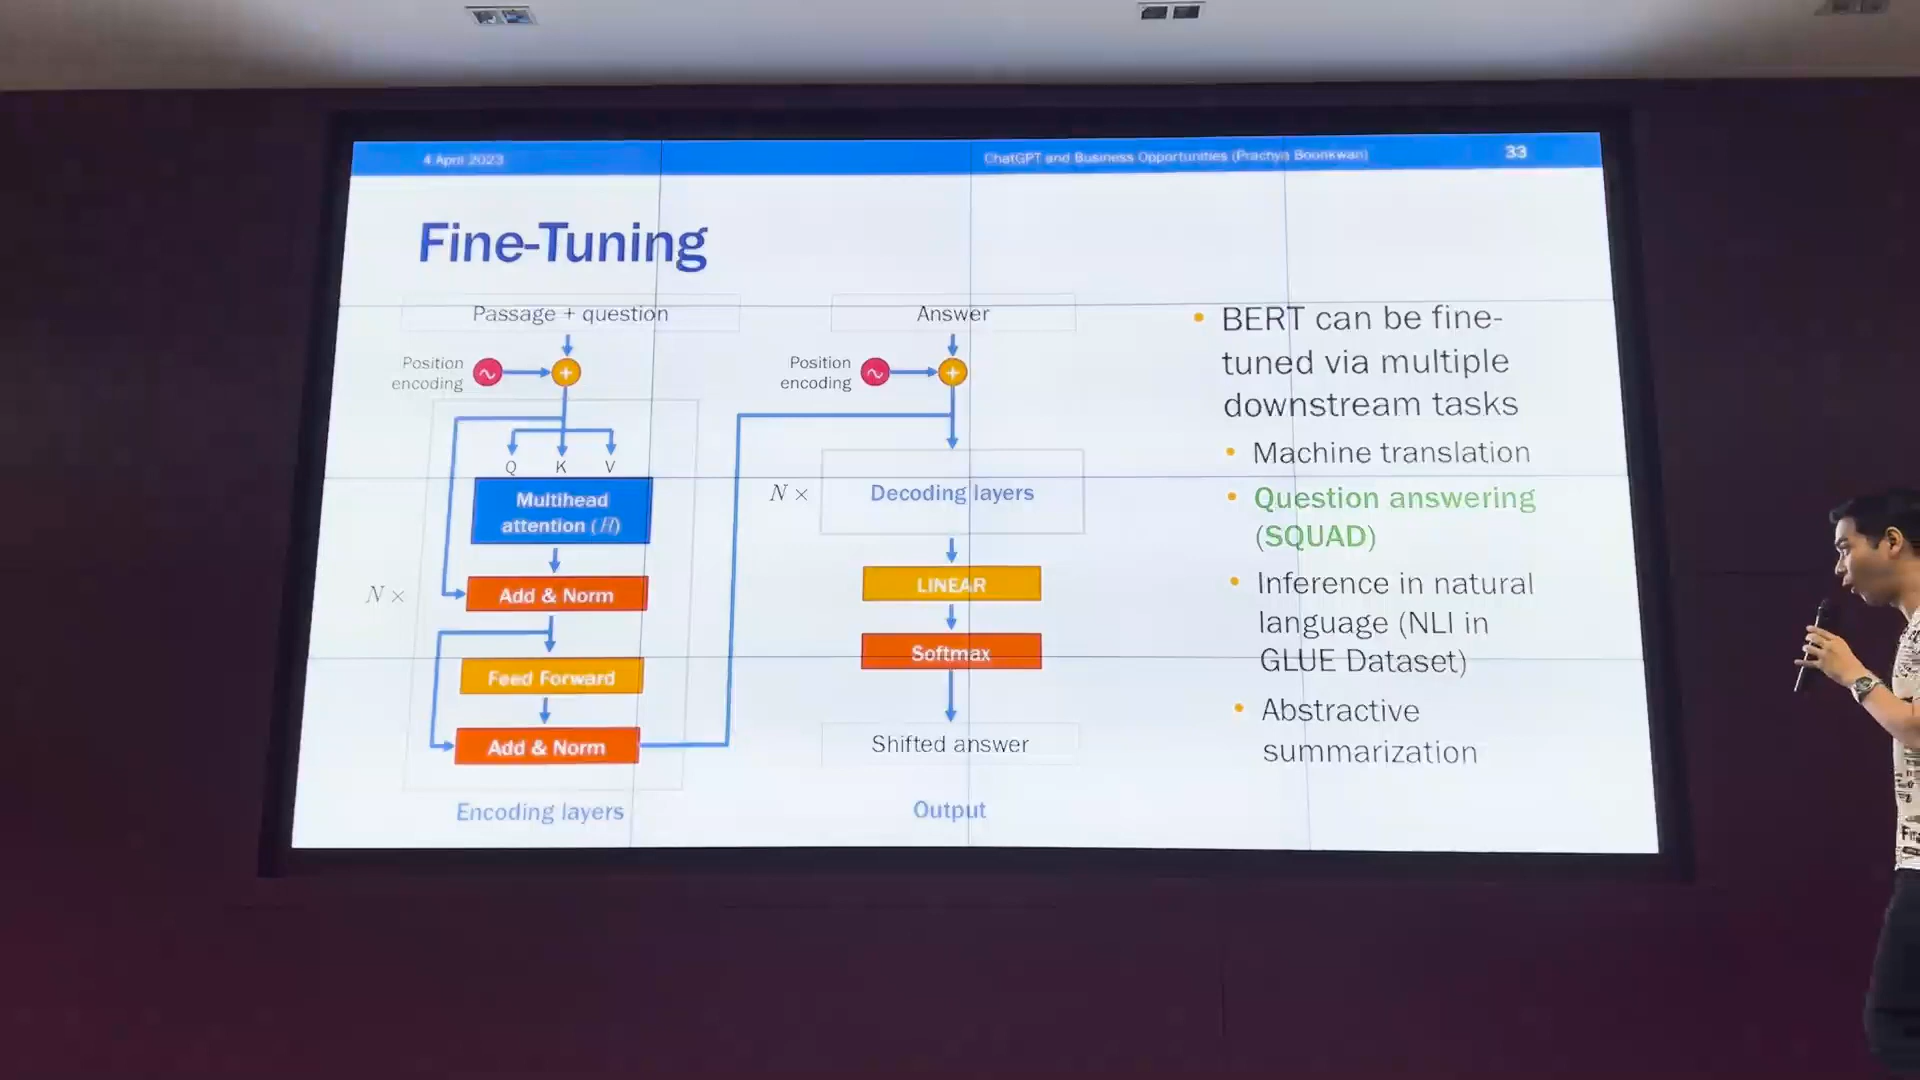 4 April 2023
ChatGPT and Business Opportunities (Prachya Boonkwan)
33
Fine-Tuning
Passage + question
Position
encoding
Q K V
Multihead
attention (H)
Add & Norm
N ×
Feed Forward
Add & Norm
Encoding layers
Answer
Position
encoding
N ×
Decoding layers
LINEAR
Softmax
Shifted answer
Output
• BERT can be fine-
tuned via multiple
downstream tasks
• Machine translation
• Question answering
(SQUAD)
• Inference in natural
language (NLI in
GLUE Dataset)
• Abstractive
summarization